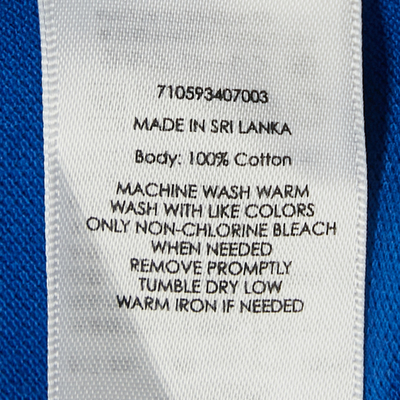 710593407003
MADE IN SRI LANKA
Body: 100% Cotton
MACHINE WASH WARM
WASH WITH LIKE COLORS
ONLY NON-CHLORINE BLEACH
WHEN NEEDED
REMOVE PROMPTLY
TUMBLE DRY LOW
WARM IRON IF NEEDED